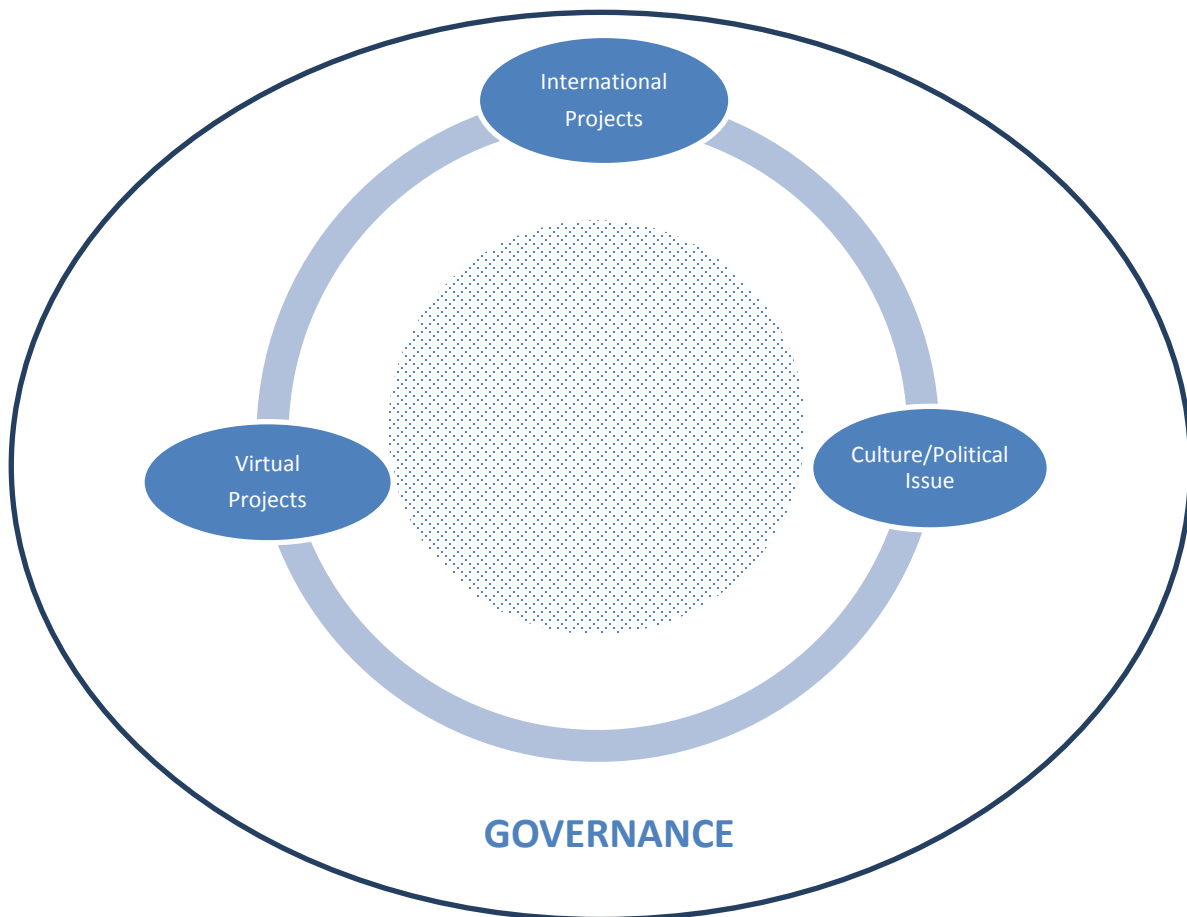 International
Projects
Virtual
Projects
Culture/Political
Issue
GOVERNANCE